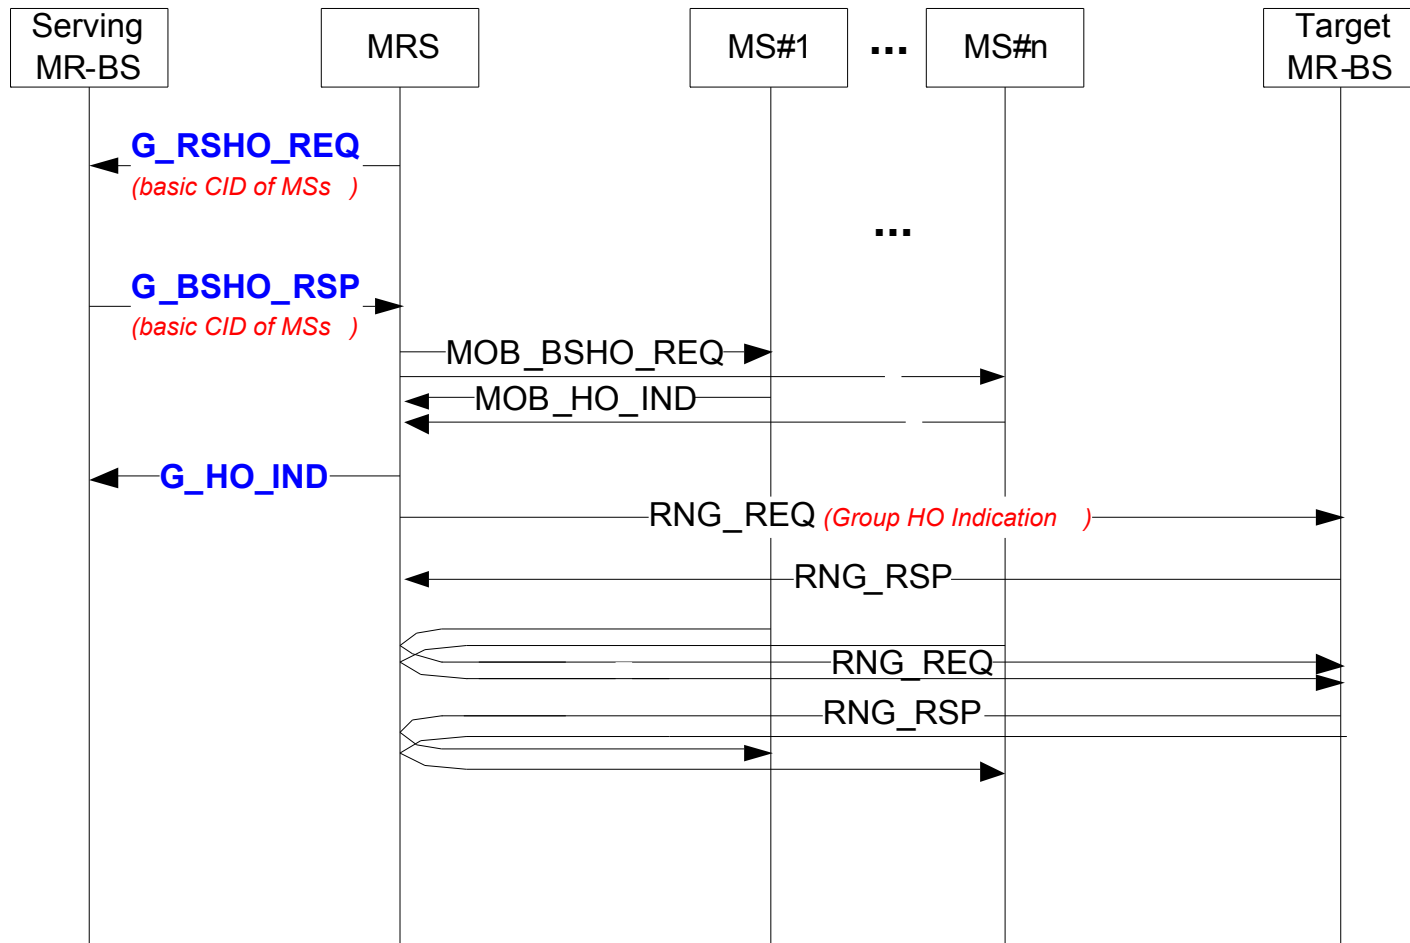 Serving
MR-BS
MRS
MS#1
...
MS#n
Target
MR-BS
G_RSHO_REQ
(basic CID of MSs )
...
G_BSHO_RSP
(basic CID of MSs )
MOB_BSHO_REQ
MOB_HO_IND
G_HO_IND
RNG_REQ (Group HO Indication )
RNG_RSP
RNG_REQ
RNG_RSP